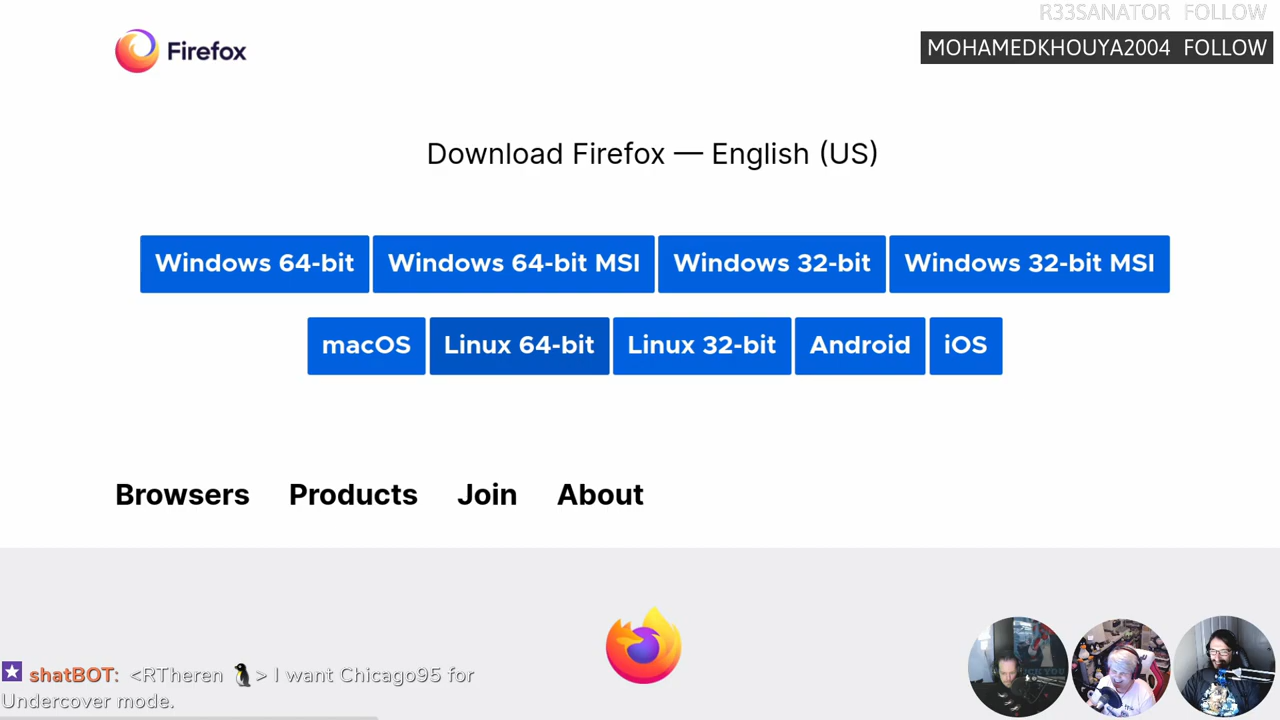 R33SANATOR FOLLOW
Firefox
MOHAMEDKHOUYA2004 FOLLOW
Download Firefox — English (US)
Windows 64-bit Windows 64-bit MSI Windows 32-bit Windows 32-bit MSI
macOS Linux 64-bit Linux 32-bit Android iOS
Browsers Products Join About
shatBOT: <RTheren 🐧> I want Chicago95 for
Undercover mode.